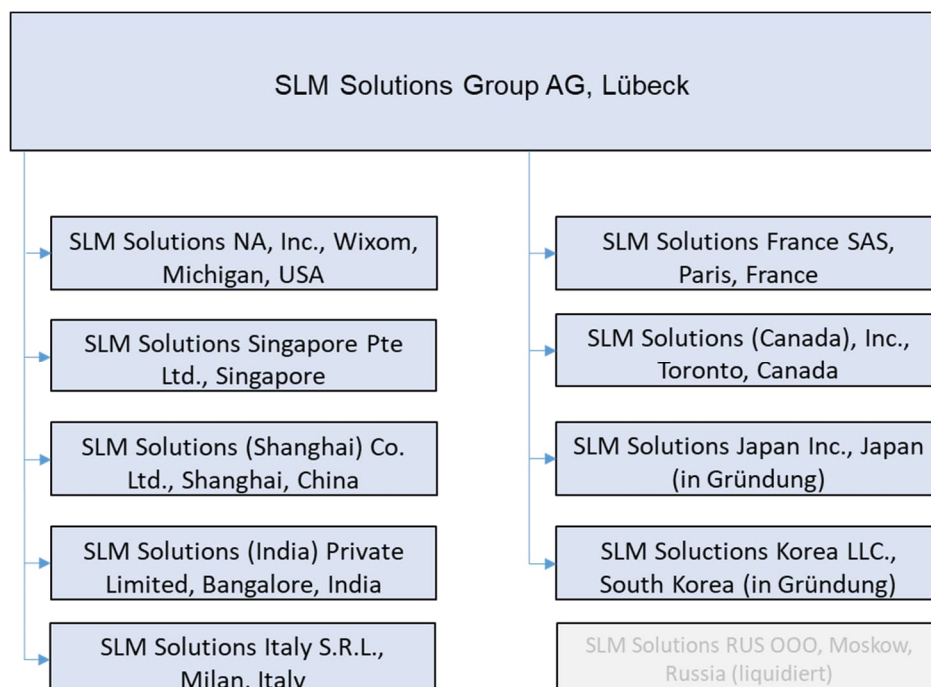 SLM Solutions Group AG, Lübeck
SLM Solutions NA, Inc., Wixom,
Michigan, USA
SLM Solutions Singapore Pte
Ltd., Singapore
SLM Solutions (Shanghai) Co.
Ltd., Shanghai, China
SLM Solutions (India) Private
Limited, Bangalore, India
SLM Solutions Italy S.R.L.,
Milan, Italy
SLM Solutions France SAS,
Paris, France
SLM Solutions (Canada), Inc.,
Toronto, Canada
SLM Solutions Japan Inc., Japan
(in Gründung)
SLM Soluctions Korea LLC.,
South Korea (in Gründung)
SLM Solutions RUS OOO, Moskow,
Russia (liquidiert)